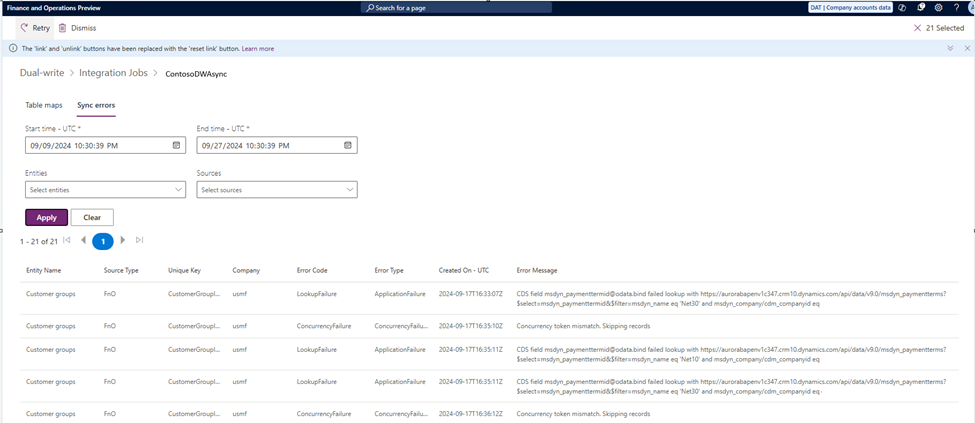 Finance and Operations Preview
Search for a page
DAT | Company accounts data
Retry
Dismiss
21 Selected
The 'link' and 'unlink' buttons have been replaced with the 'reset link' button. Learn more
Dual-write > Integration Jobs > ContosoDWAsync
Table maps
Sync errors
Start time - UTC *
End time - UTC *
09/09/2024 10:30:39 PM
09/27/2024 10:30:39 PM
Entities
Sources
Select entities
Select sources
Apply
Clear
1 - 21 of 21
1
Entity Name Source Type Unique Key Company Error Code Error Type Created On - UTC Error Message
Customer groups FnO CustomerGroupI... usmf LookupFailure ApplicationFailure 2024-09-17T16:33:07Z CDS field msdyn_paymenttermid@odata.bind failed lookup with https://aurorabapenv1c347.crm10.dynamics.com/api/data/v9.0/msdyn_paymentterms?
$select=msdyn_paymenttermid&$filter=msdyn_name eq 'Net30' and msdyn_company/cdm_companyid eq
Customer groups FnO CustomerGroupI... usmf ConcurrencyFailure ConcurrencyFailu... 2024-09-17T16:35:10Z Concurrency token mismatch. Skipping records
Customer groups FnO CustomerGroupI... usmf LookupFailure ApplicationFailure 2024-09-17T16:35:11Z CDS field msdyn_paymenttermid@odata.bind failed lookup with https://aurorabapenv1c347.crm10.dynamics.com/api/data/v9.0/msdyn_paymentterms?
$select=msdyn_paymenttermid&$filter=msdyn_name eq 'Net10' and msdyn_company/cdm_companyid eq
Customer groups FnO CustomerGroupI... usmf LookupFailure ApplicationFailure 2024-09-17T16:35:11Z CDS field msdyn_paymenttermid@odata.bind failed lookup with https://aurorabapenv1c347.crm10.dynamics.com/api/data/v9.0/msdyn_paymentterms?
$select=msdyn_paymenttermid&$filter=msdyn_name eq 'Net30' and msdyn_company/cdm_companyid eq
Customer groups FnO CustomerGroupI... usmf ConcurrencyFailure ConcurrencyFailu... 2024-09-17T16:36:12Z Concurrency token mismatch. Skipping records